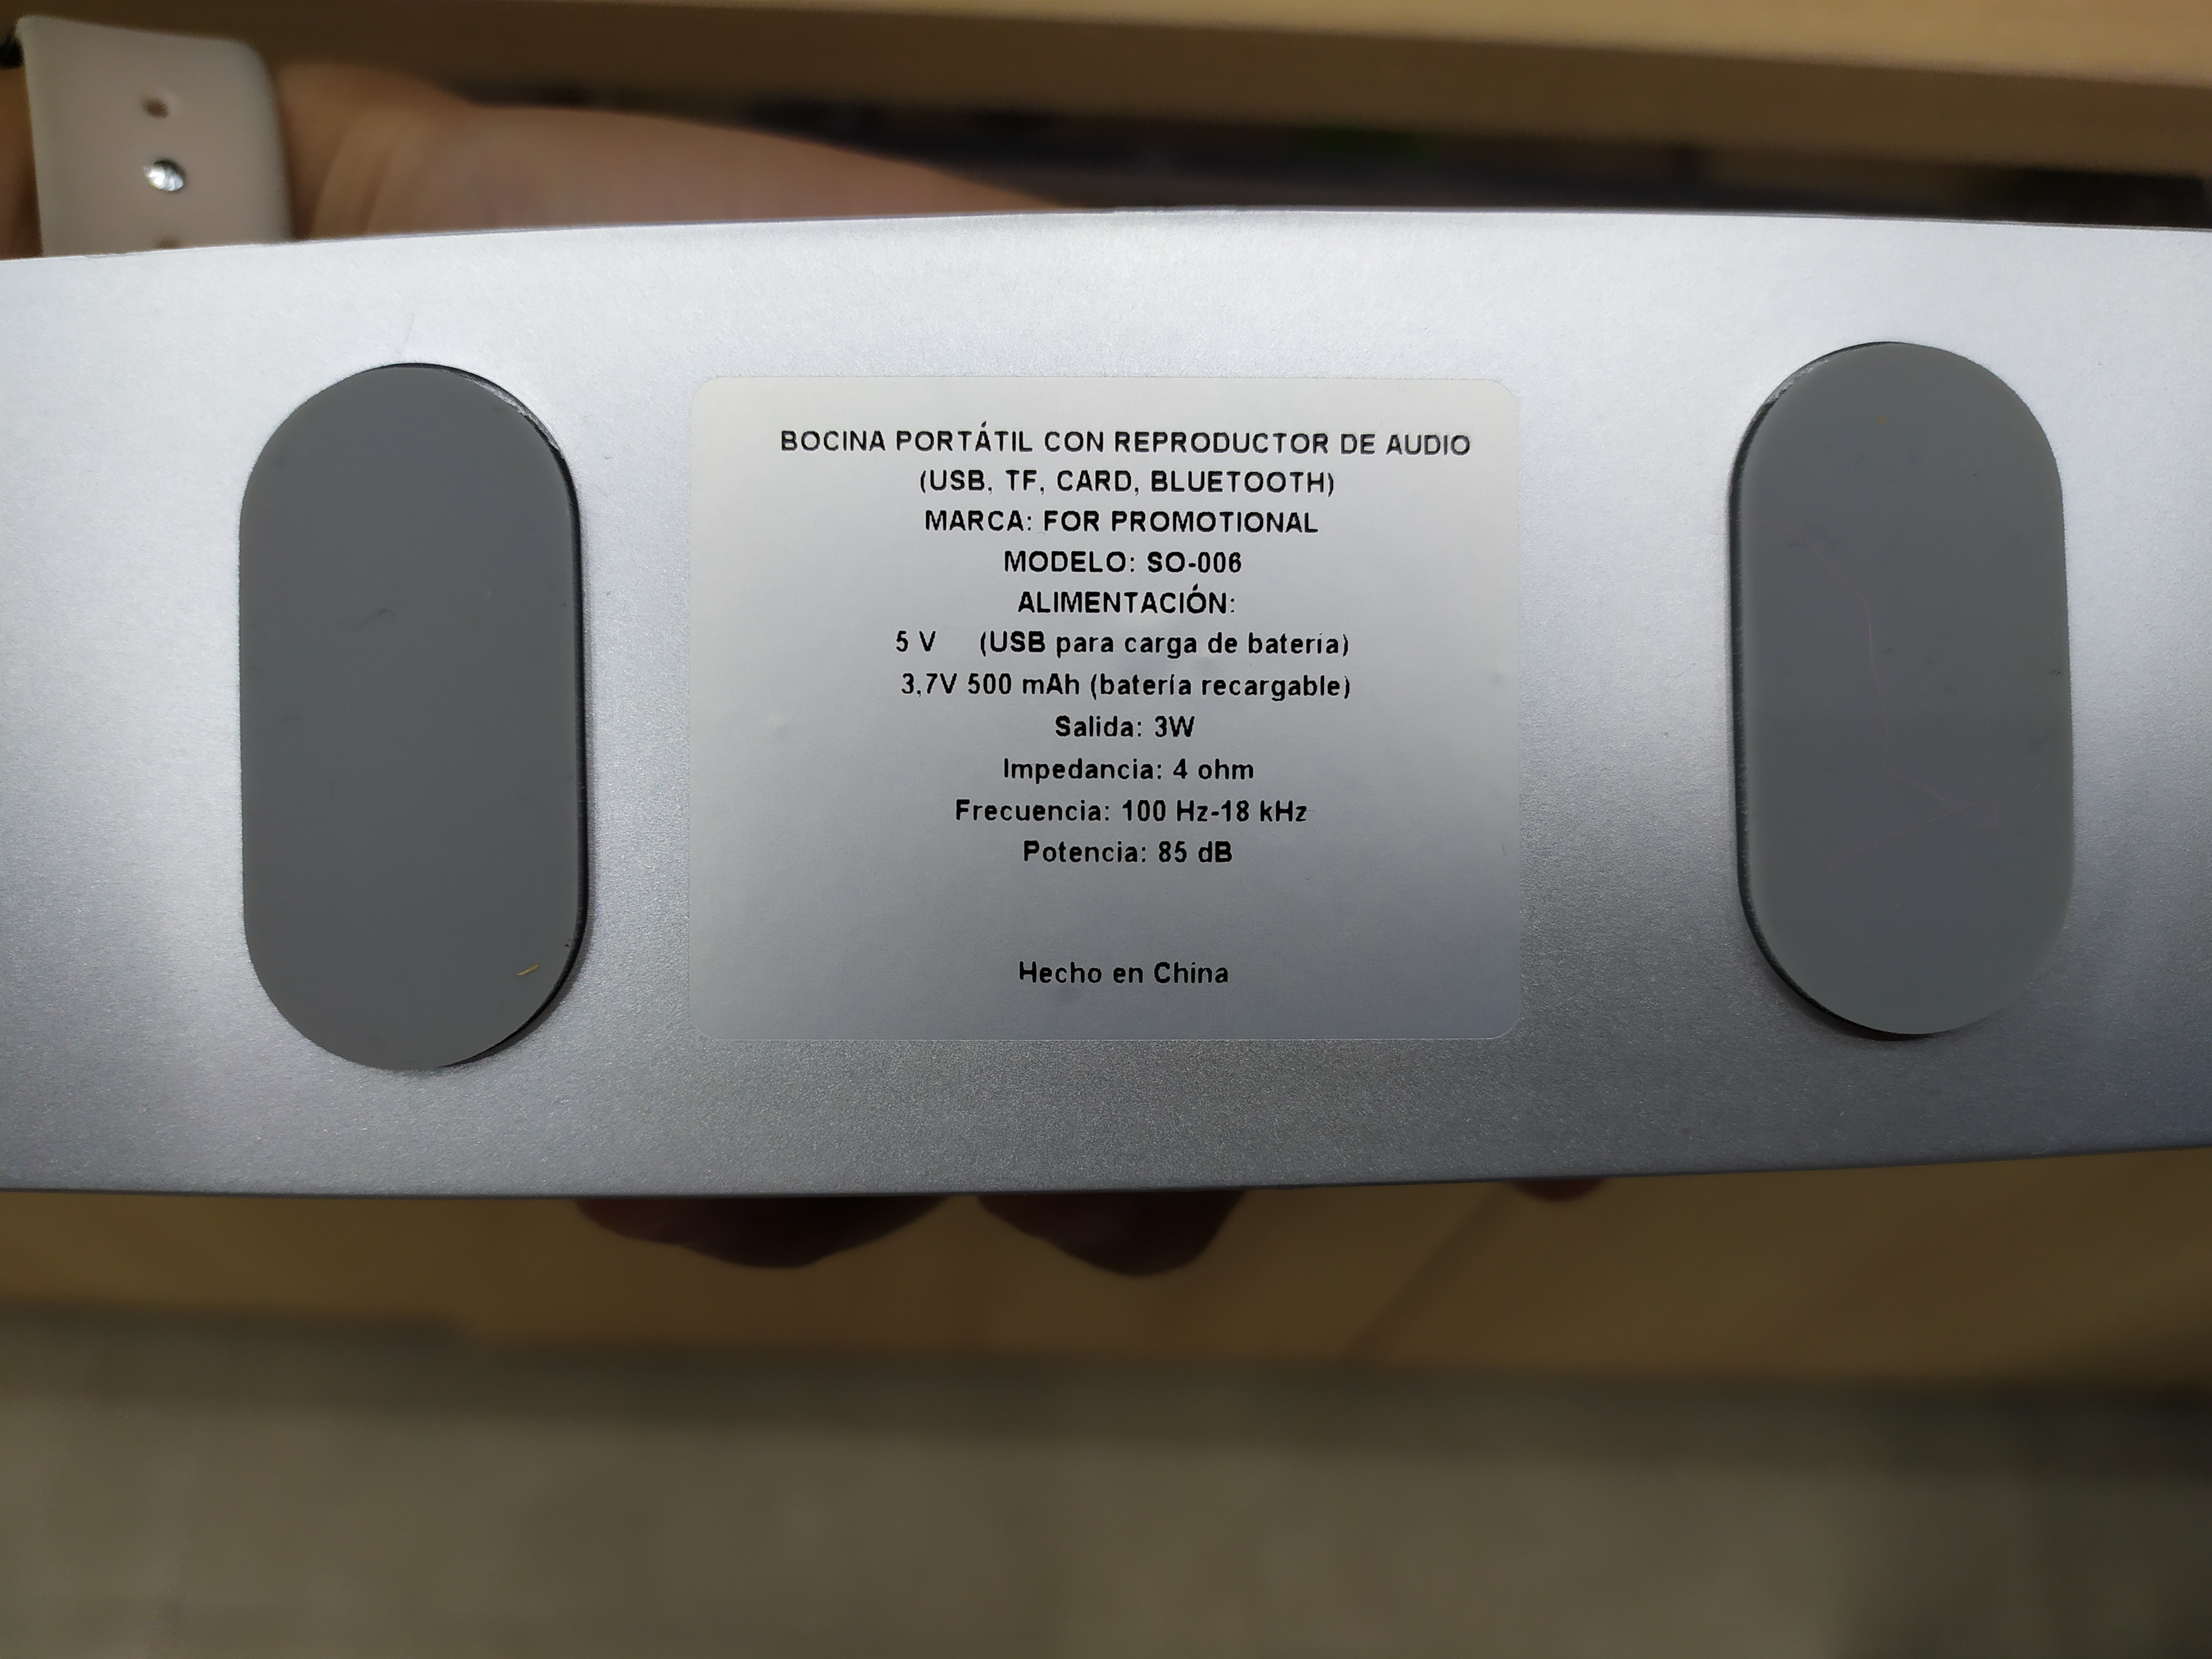 BOCINA PORTÁTIL CON REPRODUCTOR DE AUDIO
(USB, TF, CARD, BLUETOOTH)
MARCA: FOR PROMOTIONAL
MODELO: SO-006
ALIMENTACIÓN:
5 V (USB para carga de batería)
3,7V 500 mAh (batería recargable)
Salida: 3W
Impedancia: 4 ohm
Frecuencia: 100 Hz-18 kHz
Potencia: 85 dB
Hecho en China